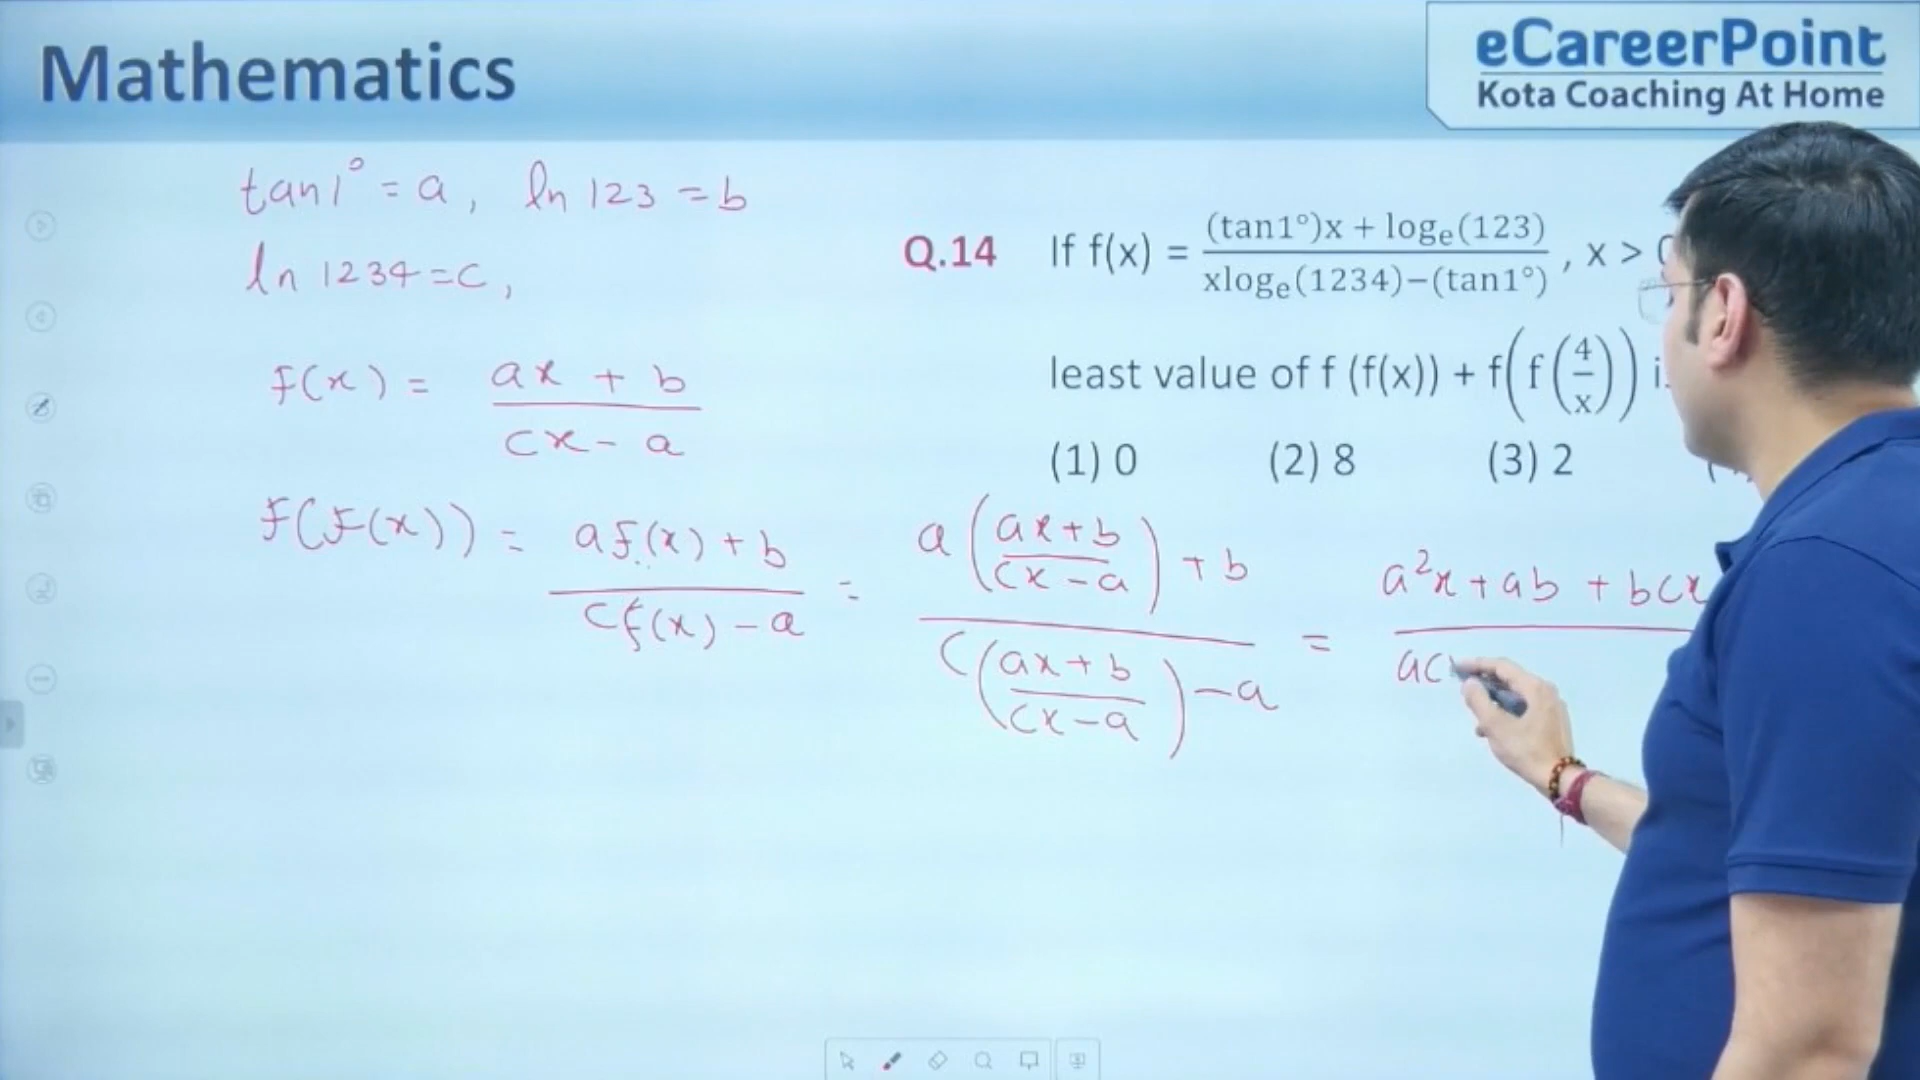 Mathematics
eCareerPoint
Kota Coaching At Home
tan1° = a, ln 123 = b
ln 1234 = c,
Q.14 If f(x) = (tan1°)x + logₑ(123) / xlogₑ(1234)−(tan1°) , x >
least value of f (f(x)) + f(f(4/x))
(1) 0 (2) 8 (3) 2
f(x) = ax + b / cx - a
f(f(x)) = af(x) + b / cf(x) - a = a(ax+b / cx-a) + b / c(ax+b / cx-a) - a = a²x + ab + bcx / ac